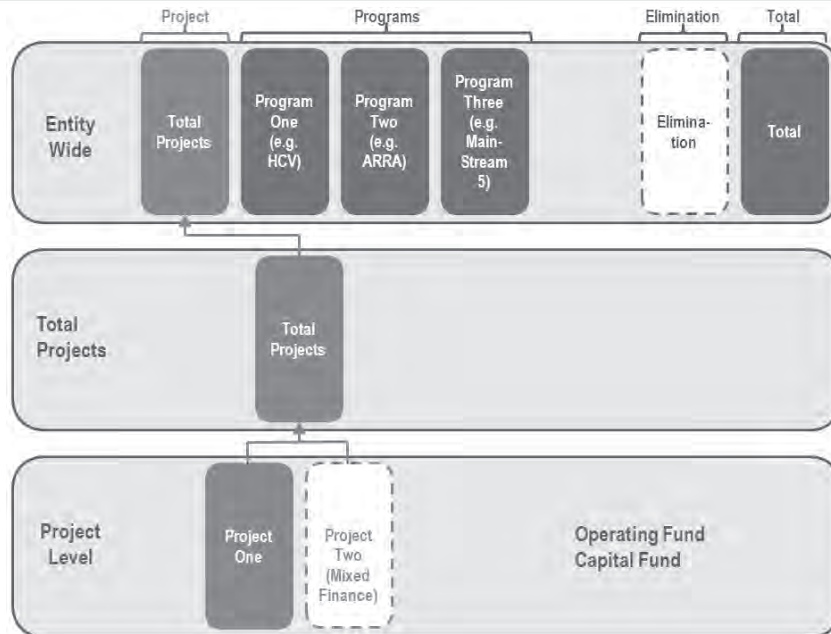 Project
Programs
Elimination
Total
Entity
Wide
Total
Projects
Program
One
(e.g.
HCV)
Program
Two
(e.g.
ARRA)
Program
Three
(e.g.
Main-
Stream
5)
Elimina-
tion
Total
Total
Projects
Total
Projects
Project
Level
Project
One
Project
Two
(Mixed
Finance)
Operating Fund
Capital Fund